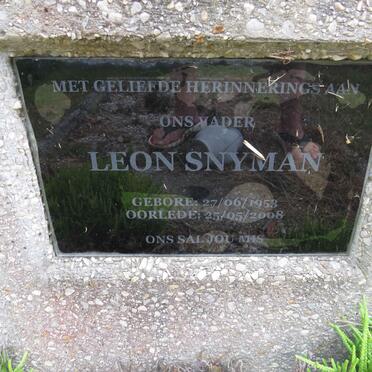 MET GELIEFDE HERINNERINGS AAN
ONS VADER
LEON SNYMAN
GEBORE: 27/06/1953
OORLEDE: 25/05/2008
ONS SAL JOU MIS